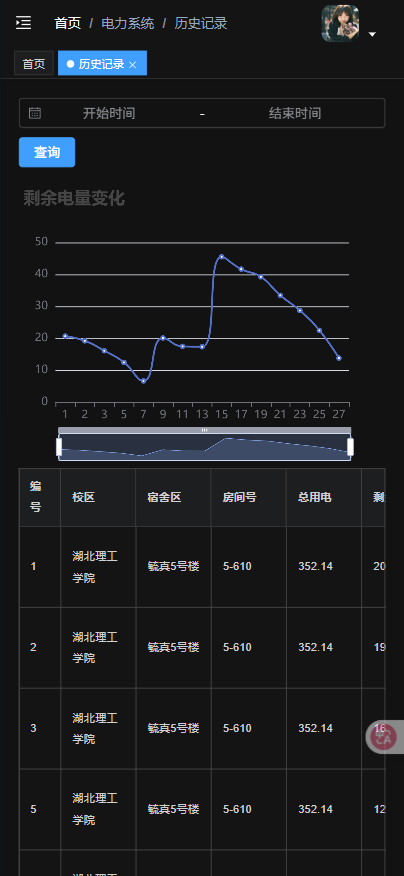 首页 / 电力系统 / 历史记录
首页 历史记录 ×
开始时间 - 结束时间
查询
剩余电量变化
50
40
30
20
10
0
1 2 3 5 7 9 11 13 15 17 19 21 23 25 27
编号 校区 宿舍区 房间号 总用电 剩
1 湖北理工学院 毓真5号楼 5-610 352.14 20
2 湖北理工学院 毓真5号楼 5-610 352.14 19
3 湖北理工学院 毓真5号楼 5-610 352.14 16
5 湖北理工学院 毓真5号楼 5-610 352.14 12